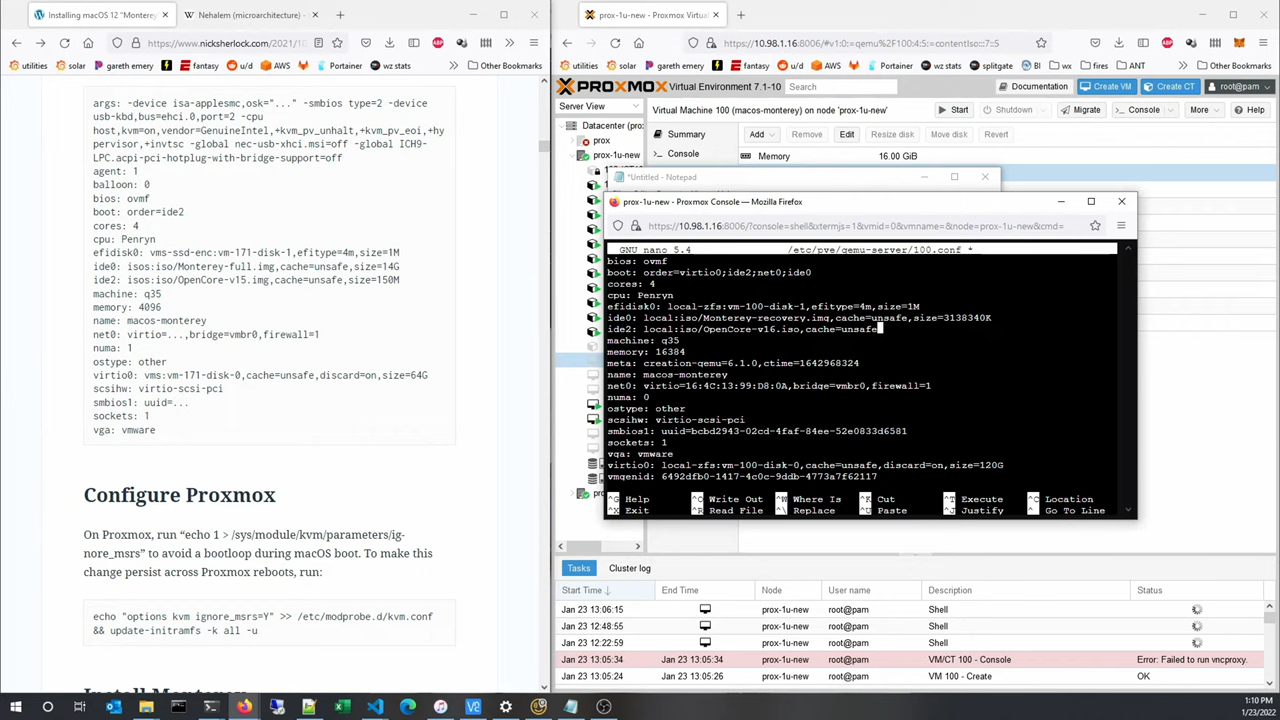 Installing macOS 12 "Monterey
Nehalem (microarchitecture) -
https://www.nicksherlock.com/2021/10
utilities
solar
gareth emery
fantasy
u/d
AWS
Portainer
wz stats
Other Bookmarks
args: -device isa-applesmc,osk="..." -smbios type=2 -device
usb-kbd,bus=ehci.0,port=2 -cpu
host,kvm=on,vendor=GenuineIntel,+kvm_pv_unhalt,+kvm_pv_eoi,+hy
pervisor,+invtsc -global nec-usb-xhci.msi=off -global ICH9-
LPC.acpi-pci-hotplug-with-bridge-support=off
agent: 1
balloon: 0
bios: ovmf
boot: order=ide2
cores: 4
cpu: Penryn
efidisk0: vms-ssd-enc:vm-171-disk-1,size=1M
ide0: isos:iso/Monterey-full.img,cache=unsafe,size=14G
ide2: isos:iso/OpenCore-v15.iso,cache=unsafe,size=150M
machine: q35
memory: 4096
name: macos-monterey
net0: virtio=...,bridge=vmbr0,firewall=1
numa: 1
ostype: other
virtio0: vms:vm-171-disk-0,cache=unsafe,discard=on,size=64G
scsihw: virtio-scsi-pci
smbios1: uuid=...
sockets: 1
vga: vmware
Configure Proxmox
On Proxmox, run “echo 1 > /sys/module/kvm/parameters/ig-
nore_msrs” to avoid a bootloop during macOS boot. To make this
change persist across Proxmox reboots, run:
echo "options kvm ignore_msrs=Y" >> /etc/modprobe.d/kvm.conf
&& update-initramfs -k all -u
Install Monterey
prox-1u-new - Proxmox Virtual
https://10.98.1.16:8006/#v1:0:=qemu%2F100:4:5:=contentIso:::7::5
utilities
solar
gareth emery
fantasy
u/d
AWS
Portainer
wz stats
Monkeytype
splitgate
BI
wx
firches
ANT
Other Bookmarks
PROXMOX
Virtual Environment 7.1-10
Search
Documentation
Create VM
Create CT
root@pam
Server View
Virtual Machine 100 (macos-monterey) on node 'prox-1u-new'
Start
Shutdown
Migrate
Console
More
Help
Datacenter (prox
prox
prox-1u-new
Summary
Console
Add
Remove
Edit
Resize disk
Move disk
Revert
Memory
16.00 GiB
*Untitled - Notepad
prox-1u-new - Proxmox Console — Mozilla Firefox
https://10.98.1.16:8006/?console=shell&xtermjs=1&vmid=0&vmname=&node=prox-1u-new&cmd=
GNU nano 5.4
/etc/pve/qemu-server/100.conf *
bios: ovmf
boot: order=virtio0;ide2;net0;ide0
cores: 4
cpu: Penryn
efidisk0: local-zfs:vm-100-disk-1,efitype=4m,size=1M
ide0: local:iso/Monterey-recovery.img,cache=unsafe,size=3138340K
ide2: local:iso/OpenCore-v16.iso,cache=unsafe
machine: q35
memory: 16384
meta: creation-qemu=6.1.0,ctime=1642968324
name: macos-monterey
net0: virtio=16:4C:13:99:D8:0A,bridge=vmbr0,firewall=1
numa: 0
ostype: other
scsihw: virtio-scsi-pci
smbios1: uuid=bcbd2943-02cd-4faf-84ee-52e0833d6581
sockets: 1
vga: vmware
virtio0: local-zfs:vm-100-disk-0,cache=unsafe,discard=on,size=120G
vmgenid: 6492dfb0-1417-4c0c-9ddb-4773a7f62117
^G Help
^O Write Out
^W Where Is
^K Cut
^T Execute
^C Location
^X Exit
^R Read File
^\ Replace
^U Paste
^J Justify
^_ Go To Line
Tasks
Cluster log
Start Time
End Time
Node
User name
Description
Status
Jan 23 13:06:15
prox-1u-new
root@pam
Shell
Jan 23 12:48:55
prox-1u-new
root@pam
Shell
Jan 23 12:22:59
prox-1u-new
root@pam
Shell
Jan 23 13:05:34
Jan 23 13:05:34
prox-1u-new
root@pam
VM/CT 100 - Console
Error: Failed to run vncproxy.
Jan 23 13:05:24
Jan 23 13:05:26
prox-1u-new
root@pam
VM 100 - Create
OK
1:10 PM
1/23/2022